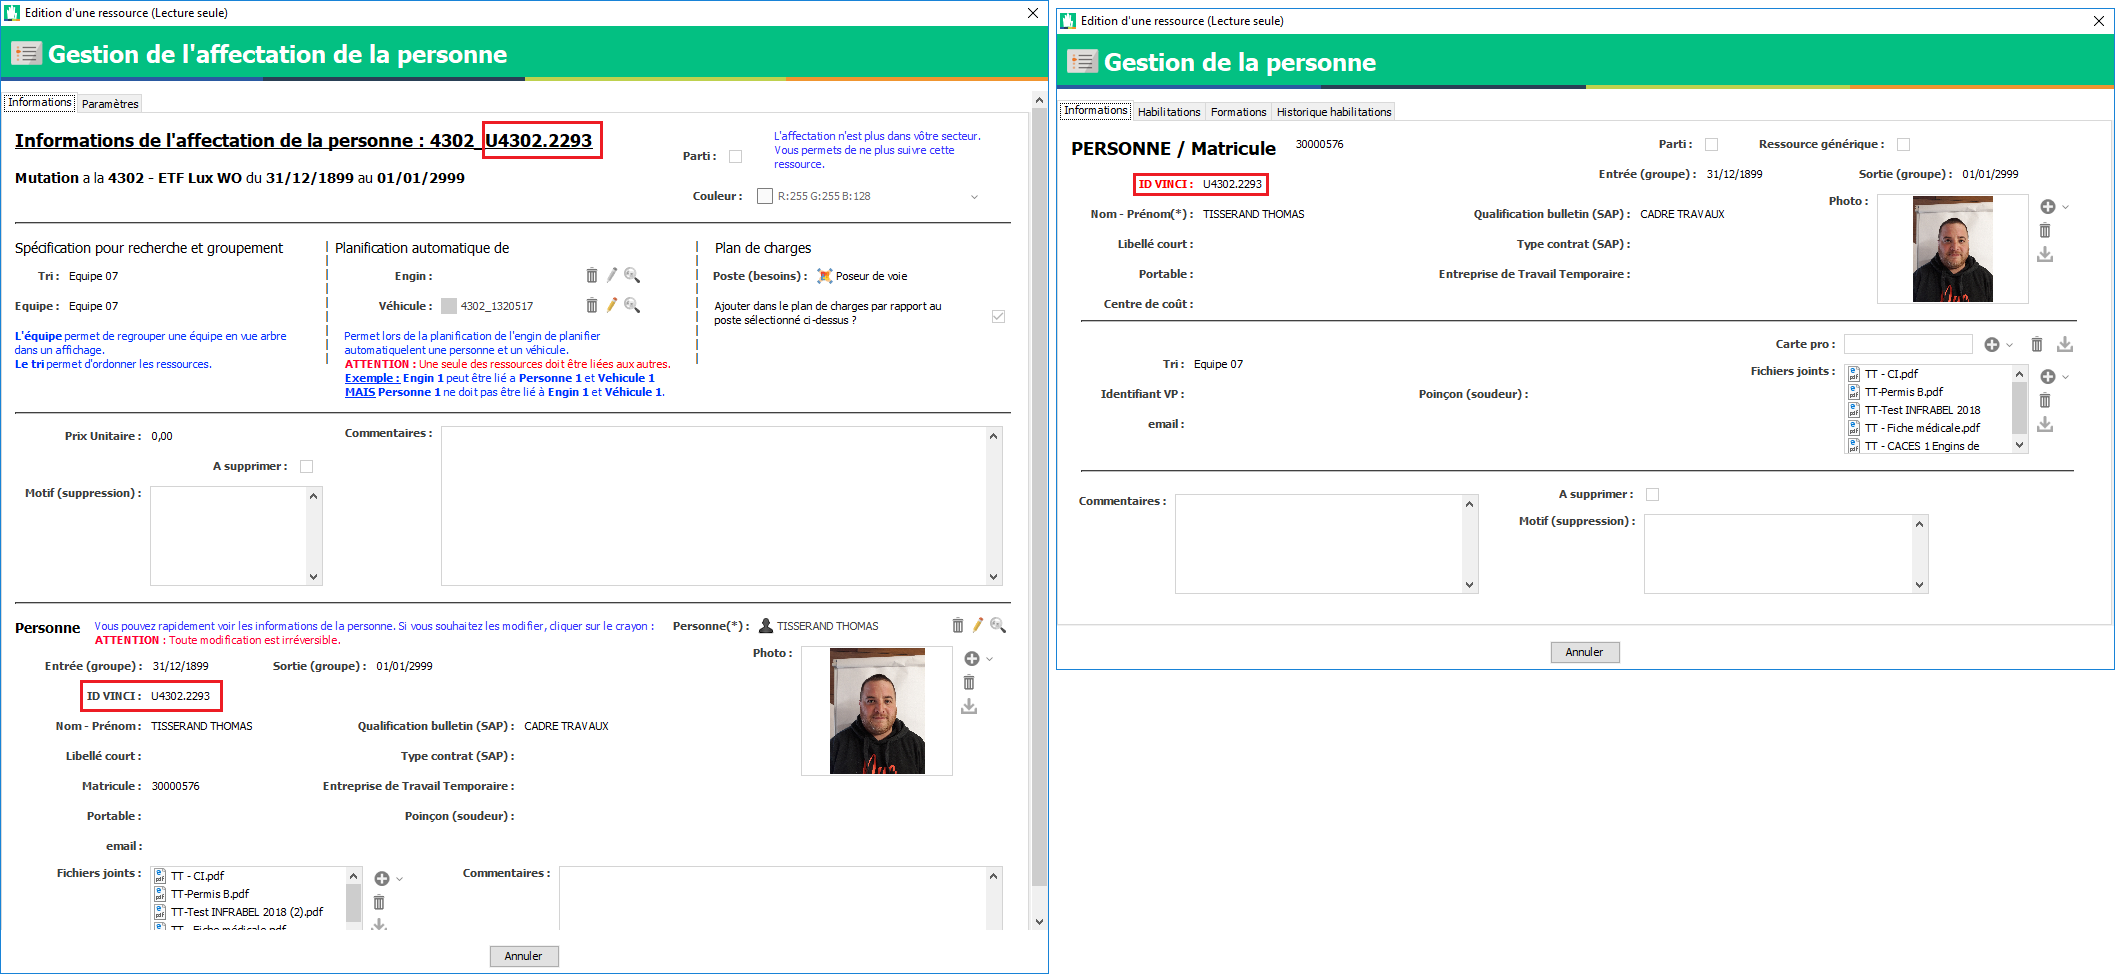 Edition d'une ressource (Lecture seule)
Gestion de l'affectation de la personne
Informations Paramètres
Informations de l'affectation de la personne : 4302_U4302.2293
Parti :
L'affectation n'est plus dans vôtre secteur.
Vous permets de ne plus suivre cette
ressource.
Mutation a la 4302 - ETF Lux WO du 31/12/1899 au 01/01/2999
Couleur : R:255 G:255 B:128
Spécification pour recherche et groupement
Tri : Equipe 07
Equipe : Equipe 07
L'équipe permet de regrouper une équipe en vue arbre
dans un affichage.
Le tri permet d'ordonner les ressources.
Planification automatique de
Engin :
Véhicule : 4302_1320517
Permet lors de la planification de l'engin de planifier
automatiquelent une personne et un véhicule.
ATTENTION : Une seule des ressources doit être liées aux autres.
Exemple : Engin 1 peut être lié a Personne 1 et Vehicule 1
MAIS Personne 1 ne doit pas être lié à Engin 1 et Véhicule 1.
Plan de charges
Poste (besoins) : Poseur de voie
Ajouter dans le plan de charges par rapport au
poste sélectionné ci-dessus ?
Prix Unitaire : 0,00
A supprimer :
Motif (suppression) :
Commentaires :
Personne
Vous pouvez rapidement voir les informations de la personne. Si vous souhaitez les modifier, cliquer sur le crayon :
ATTENTION : Toute modification est irréversible.
Personne(*) : TISSERAND THOMAS
Photo :
Entrée (groupe) : 31/12/1899 Sortie (groupe) : 01/01/2999
ID VINCI : U4302.2293
Nom - Prénom : TISSERAND THOMAS Qualification bulletin (SAP) : CADRE TRAVAUX
Libellé court : Type contrat (SAP) :
Matricule : 30000576 Entreprise de Travail Temporaire :
Portable : Poinçon (soudeur) :
email :
Fichiers joints :
TT - CI.pdf
TT-Permis B.pdf
TT-Test INFRABEL 2018 (2).pdf
TT - Fiche médicale.pdf
Commentaires :
Annuler
Edition d'une ressource (Lecture seule)
Gestion de la personne
Informations Habilitations Formations Historique habilitations
PERSONNE / Matricule 30000576
Parti : Ressource générique :
ID VINCI : U4302.2293
Entrée (groupe) : 31/12/1899 Sortie (groupe) : 01/01/2999
Nom - Prénom(*) : TISSERAND THOMAS Qualification bulletin (SAP) : CADRE TRAVAUX
Photo :
Libellé court : Type contrat (SAP) :
Portable : Entreprise de Travail Temporaire :
Centre de coût :
Carte pro :
Tri : Equipe 07
Fichiers joints :
TT - CI.pdf
TT-Permis B.pdf
TT-Test INFRABEL 2018
TT - Fiche médicale.pdf
TT - CACES 1 Engins de
Identifiant VP : Poinçon (soudeur) :
email :
Commentaires :
A supprimer :
Motif (suppression) :
Annuler